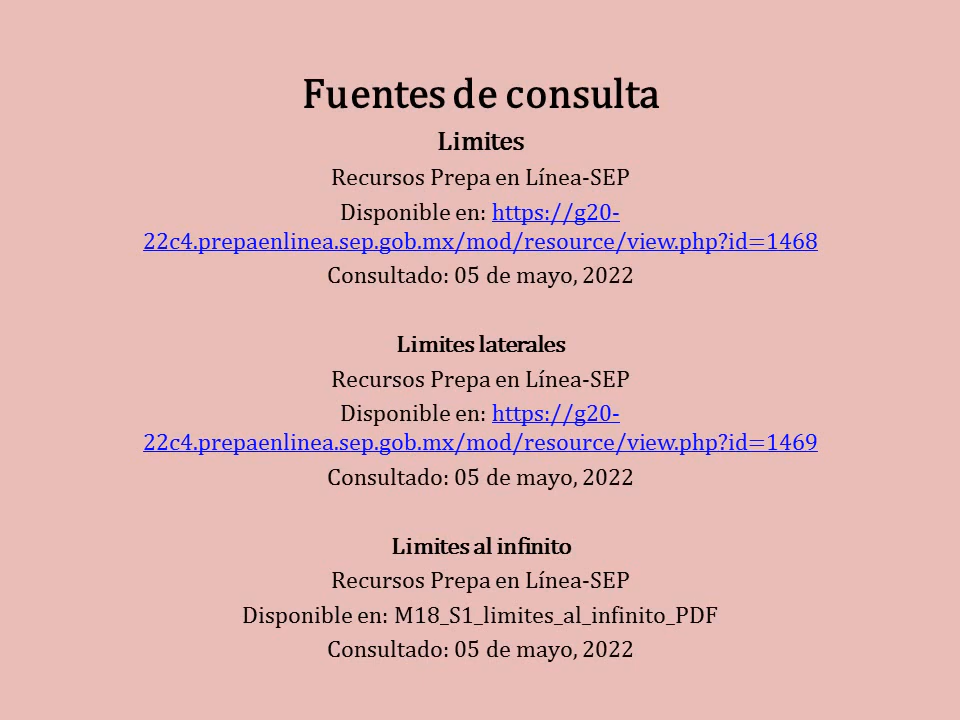 Fuentes de consulta
Limites
Recursos Prepa en Línea-SEP
Disponible en: https://g20-
22c4.prepaenlinea.sep.gob.mx/mod/resource/view.php?id=1468
Consultado: 05 de mayo, 2022
Limites laterales
Recursos Prepa en Línea-SEP
Disponible en: https://g20-
22c4.prepaenlinea.sep.gob.mx/mod/resource/view.php?id=1469
Consultado: 05 de mayo, 2022
Limites al infinito
Recursos Prepa en Línea-SEP
Disponible en: M18_S1_limites_al_infinito_PDF
Consultado: 05 de mayo, 2022